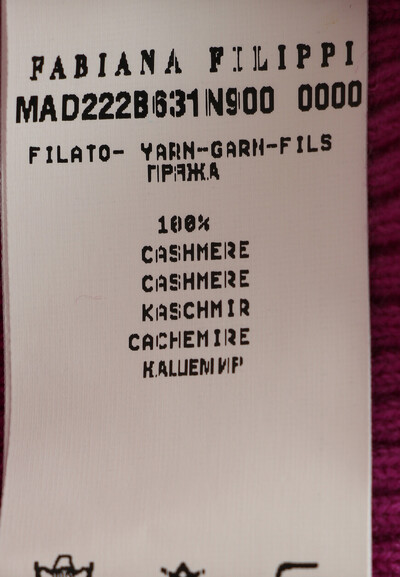 FABIANA FILIPPI
MAD222B631N900 0000
FILATO- YARN-GARN-FILS
ПРЯЖА
100%
CASHMERE
CASHMERE
KASCHMIR
CACHEMIRE
КАШЕМИР